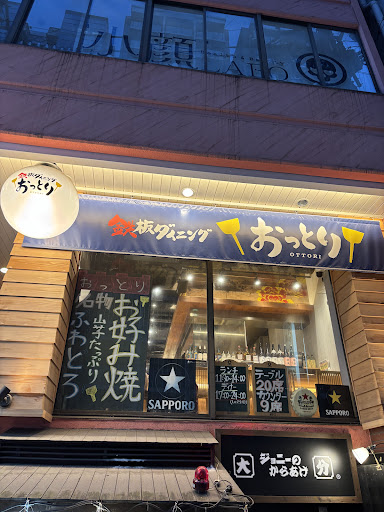 鉄板ダイニング
おっとり
鉄板ダイニング
おっとり
OTTORI
おっとり
名物
お好み焼
山芋たっぷり
ふわとろ
SAPPORO
ランチ
ディナー
17:00-24:00
テーブル
20席
カウンター
9席
SAPPORO
大
ジョニーの
からあげ
分